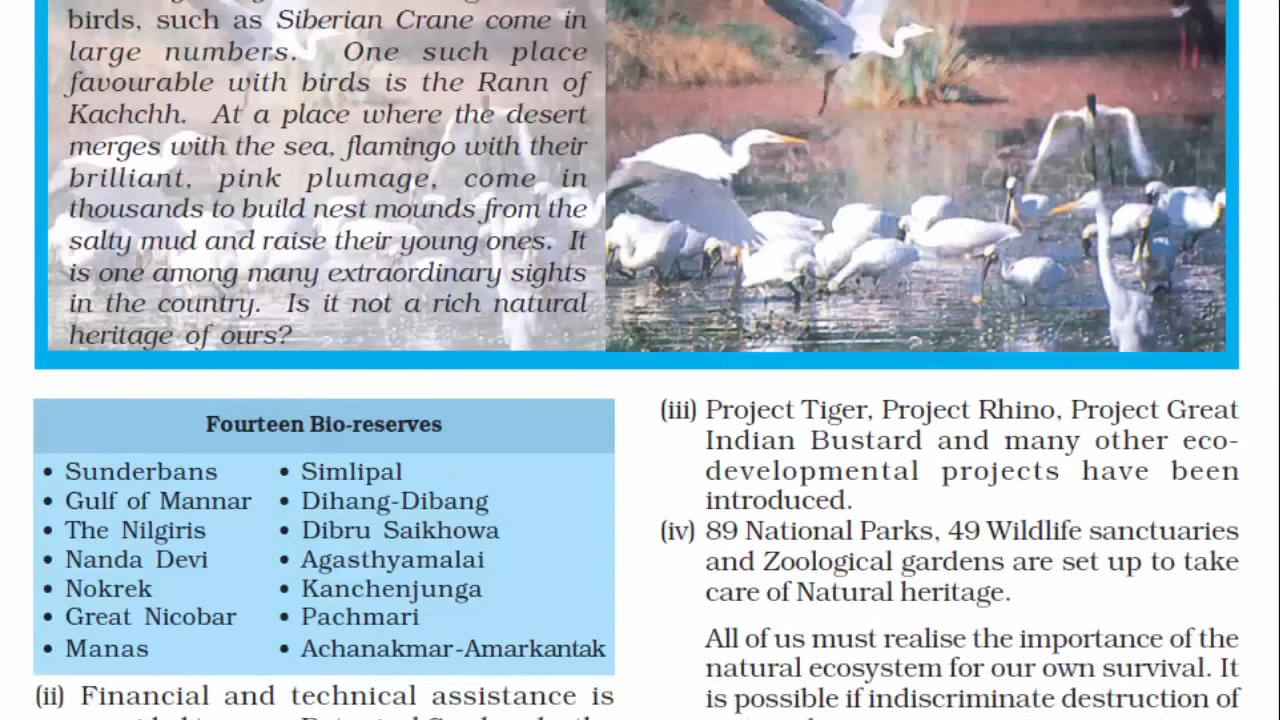 birds, such as Siberian Crane come in
large numbers. One such place
favourable with birds is the Rann of
Kachchh. At a place where the desert
merges with the sea, flamingo with their
brilliant, pink plumage, come in
thousands to build nest mounds from the
salty mud and raise their young ones. It
is one among many extraordinary sights
in the country. Is it not a rich natural
heritage of ours?
Fourteen Bio-reserves
• Sunderbans
• Gulf of Mannar
• The Nilgiris
• Nanda Devi
• Nokrek
• Great Nicobar
• Manas
• Simlipal
• Dihang-Dibang
• Dibru Saikhowa
• Agasthyamalai
• Kanchenjunga
• Pachmari
• Achanakmar-Amarkantak
(ii) Financial and technical assistance is
(iii) Project Tiger, Project Rhino, Project Great
Indian Bustard and many other eco-
developmental projects have been
introduced.
(iv) 89 National Parks, 49 Wildlife sanctuaries
and Zoological gardens are set up to take
care of Natural heritage.
All of us must realise the importance of the
natural ecosystem for our own survival. It
is possible if indiscriminate destruction of